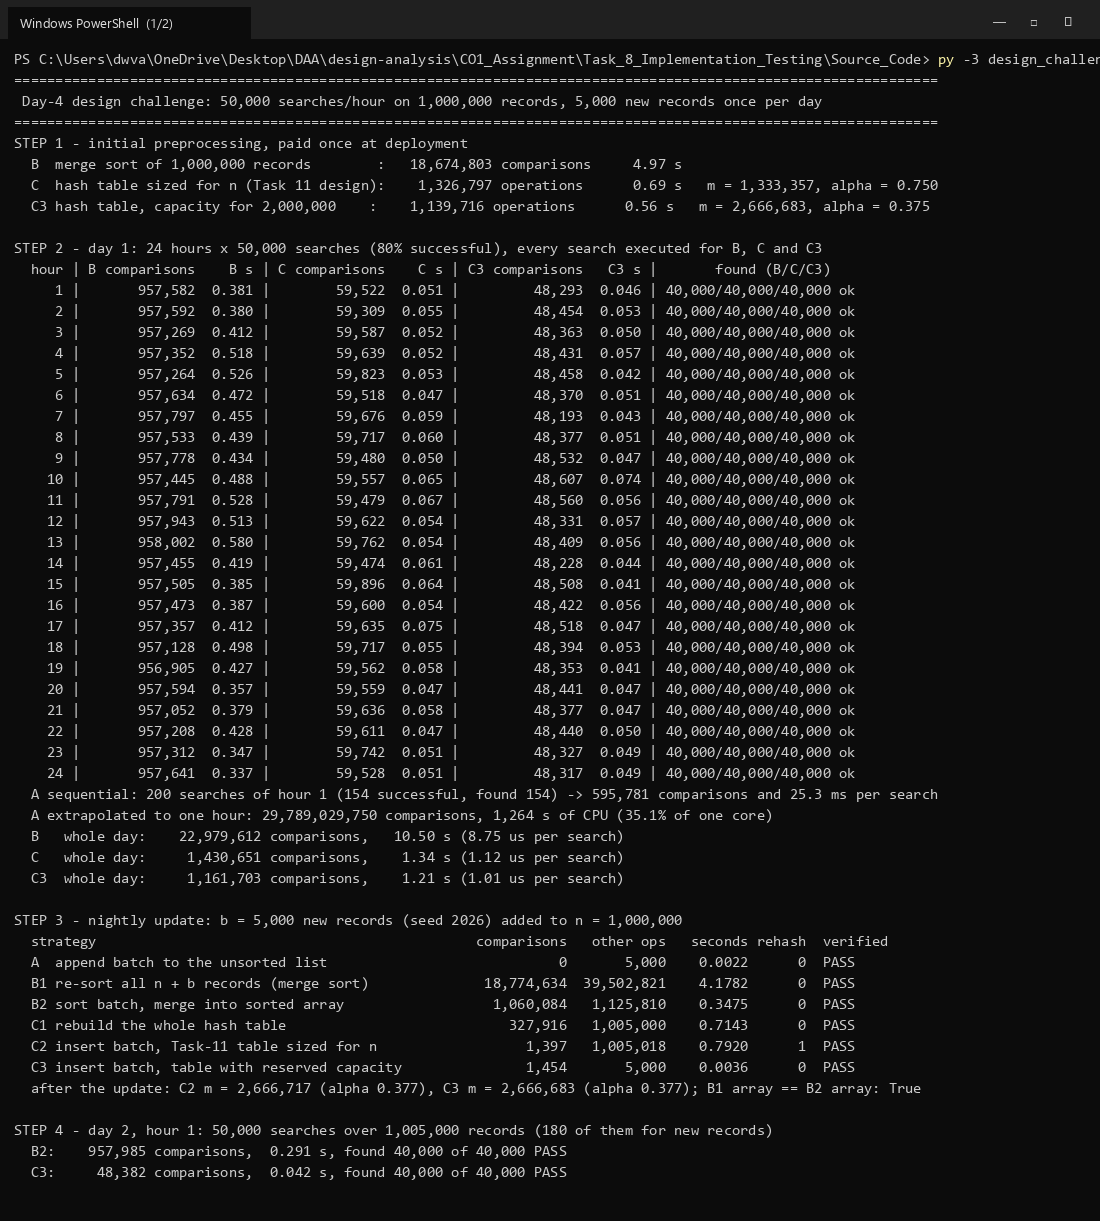 Windows PowerShell (1/2)
PS C:\Users\dwva\OneDrive\Desktop\DAA\design-analysis\CO1_Assignment\Task_8_Implementation_Testing\Source_Code> py -3 design_challen
==============================================================================================================
 Day-4 design challenge: 50,000 searches/hour on 1,000,000 records, 5,000 new records once per day
==============================================================================================================
STEP 1 - initial preprocessing, paid once at deployment
  B  merge sort of 1,000,000 records        :   18,674,803 comparisons     4.97 s
  C  hash table sized for n (Task 11 design):    1,326,797 operations      0.69 s   m = 1,333,357, alpha = 0.750
  C3 hash table, capacity for 2,000,000    :    1,139,716 operations      0.56 s   m = 2,666,683, alpha = 0.375
STEP 2 - day 1: 24 hours x 50,000 searches (80% successful), every search executed for B, C and C3
  hour | B comparisons    B s | C comparisons    C s | C3 comparisons   C3 s |       found (B/C/C3)
     1 |       957,582  0.381 |        59,522  0.051 |         48,293  0.046 | 40,000/40,000/40,000 ok
     2 |       957,592  0.380 |        59,309  0.055 |         48,454  0.053 | 40,000/40,000/40,000 ok
     3 |       957,269  0.412 |        59,587  0.052 |         48,363  0.050 | 40,000/40,000/40,000 ok
     4 |       957,352  0.518 |        59,639  0.052 |         48,431  0.057 | 40,000/40,000/40,000 ok
     5 |       957,264  0.526 |        59,823  0.053 |         48,458  0.042 | 40,000/40,000/40,000 ok
     6 |       957,634  0.472 |        59,518  0.047 |         48,370  0.051 | 40,000/40,000/40,000 ok
     7 |       957,797  0.455 |        59,676  0.059 |         48,193  0.043 | 40,000/40,000/40,000 ok
     8 |       957,533  0.439 |        59,717  0.060 |         48,377  0.051 | 40,000/40,000/40,000 ok
     9 |       957,778  0.434 |        59,480  0.050 |         48,532  0.047 | 40,000/40,000/40,000 ok
    10 |       957,445  0.488 |        59,557  0.065 |         48,607  0.074 | 40,000/40,000/40,000 ok
    11 |       957,791  0.528 |        59,479  0.067 |         48,560  0.056 | 40,000/40,000/40,000 ok
    12 |       957,943  0.513 |        59,622  0.054 |         48,331  0.057 | 40,000/40,000/40,000 ok
    13 |       958,002  0.580 |        59,762  0.054 |         48,409  0.056 | 40,000/40,000/40,000 ok
    14 |       957,455  0.419 |        59,474  0.061 |         48,228  0.044 | 40,000/40,000/40,000 ok
    15 |       957,505  0.385 |        59,896  0.064 |         48,508  0.041 | 40,000/40,000/40,000 ok
    16 |       957,473  0.387 |        59,600  0.054 |         48,422  0.056 | 40,000/40,000/40,000 ok
    17 |       957,357  0.412 |        59,635  0.075 |         48,518  0.047 | 40,000/40,000/40,000 ok
    18 |       957,128  0.498 |        59,717  0.055 |         48,394  0.053 | 40,000/40,000/40,000 ok
    19 |       956,905  0.427 |        59,562  0.058 |         48,353  0.041 | 40,000/40,000/40,000 ok
    20 |       957,594  0.357 |        59,559  0.047 |         48,441  0.047 | 40,000/40,000/40,000 ok
    21 |       957,052  0.379 |        59,636  0.058 |         48,377  0.047 | 40,000/40,000/40,000 ok
    22 |       957,208  0.428 |        59,611  0.047 |         48,440  0.050 | 40,000/40,000/40,000 ok
    23 |       957,312  0.347 |        59,742  0.051 |         48,327  0.049 | 40,000/40,000/40,000 ok
    24 |       957,641  0.337 |        59,528  0.051 |         48,317  0.049 | 40,000/40,000/40,000 ok
  A sequential: 200 searches of hour 1 (154 successful, found 154) -> 595,781 comparisons and 25.3 ms per search
  A extrapolated to one hour: 29,789,029,750 comparisons, 1,264 s of CPU (35.1% of one core)
  B   whole day:    22,979,612 comparisons,   10.50 s (8.75 us per search)
  C   whole day:     1,430,651 comparisons,    1.34 s (1.12 us per search)
  C3  whole day:     1,161,703 comparisons,    1.21 s (1.01 us per search)
STEP 3 - nightly update: b = 5,000 new records (seed 2026) added to n = 1,000,000
  strategy                                             comparisons   other ops   seconds rehash  verified
  A  append batch to the unsorted list                           0       5,000    0.0022      0  PASS
  B1 re-sort all n + b records (merge sort)             18,774,634  39,502,821    4.1782      0  PASS
  B2 sort batch, merge into sorted array                 1,060,084   1,125,810    0.3475      0  PASS
  C1 rebuild the whole hash table                          327,916   1,005,000    0.7143      0  PASS
  C2 insert batch, Task-11 table sized for n                 1,397   1,005,018    0.7920      1  PASS
  C3 insert batch, table with reserved capacity              1,454       5,000    0.0036      0  PASS
  after the update: C2 m = 2,666,717 (alpha 0.377), C3 m = 2,666,683 (alpha 0.377); B1 array == B2 array: True
STEP 4 - day 2, hour 1: 50,000 searches over 1,005,000 records (180 of them for new records)
  B2:    957,985 comparisons,  0.291 s, found 40,000 of 40,000 PASS
  C3:     48,382 comparisons,  0.042 s, found 40,000 of 40,000 PASS